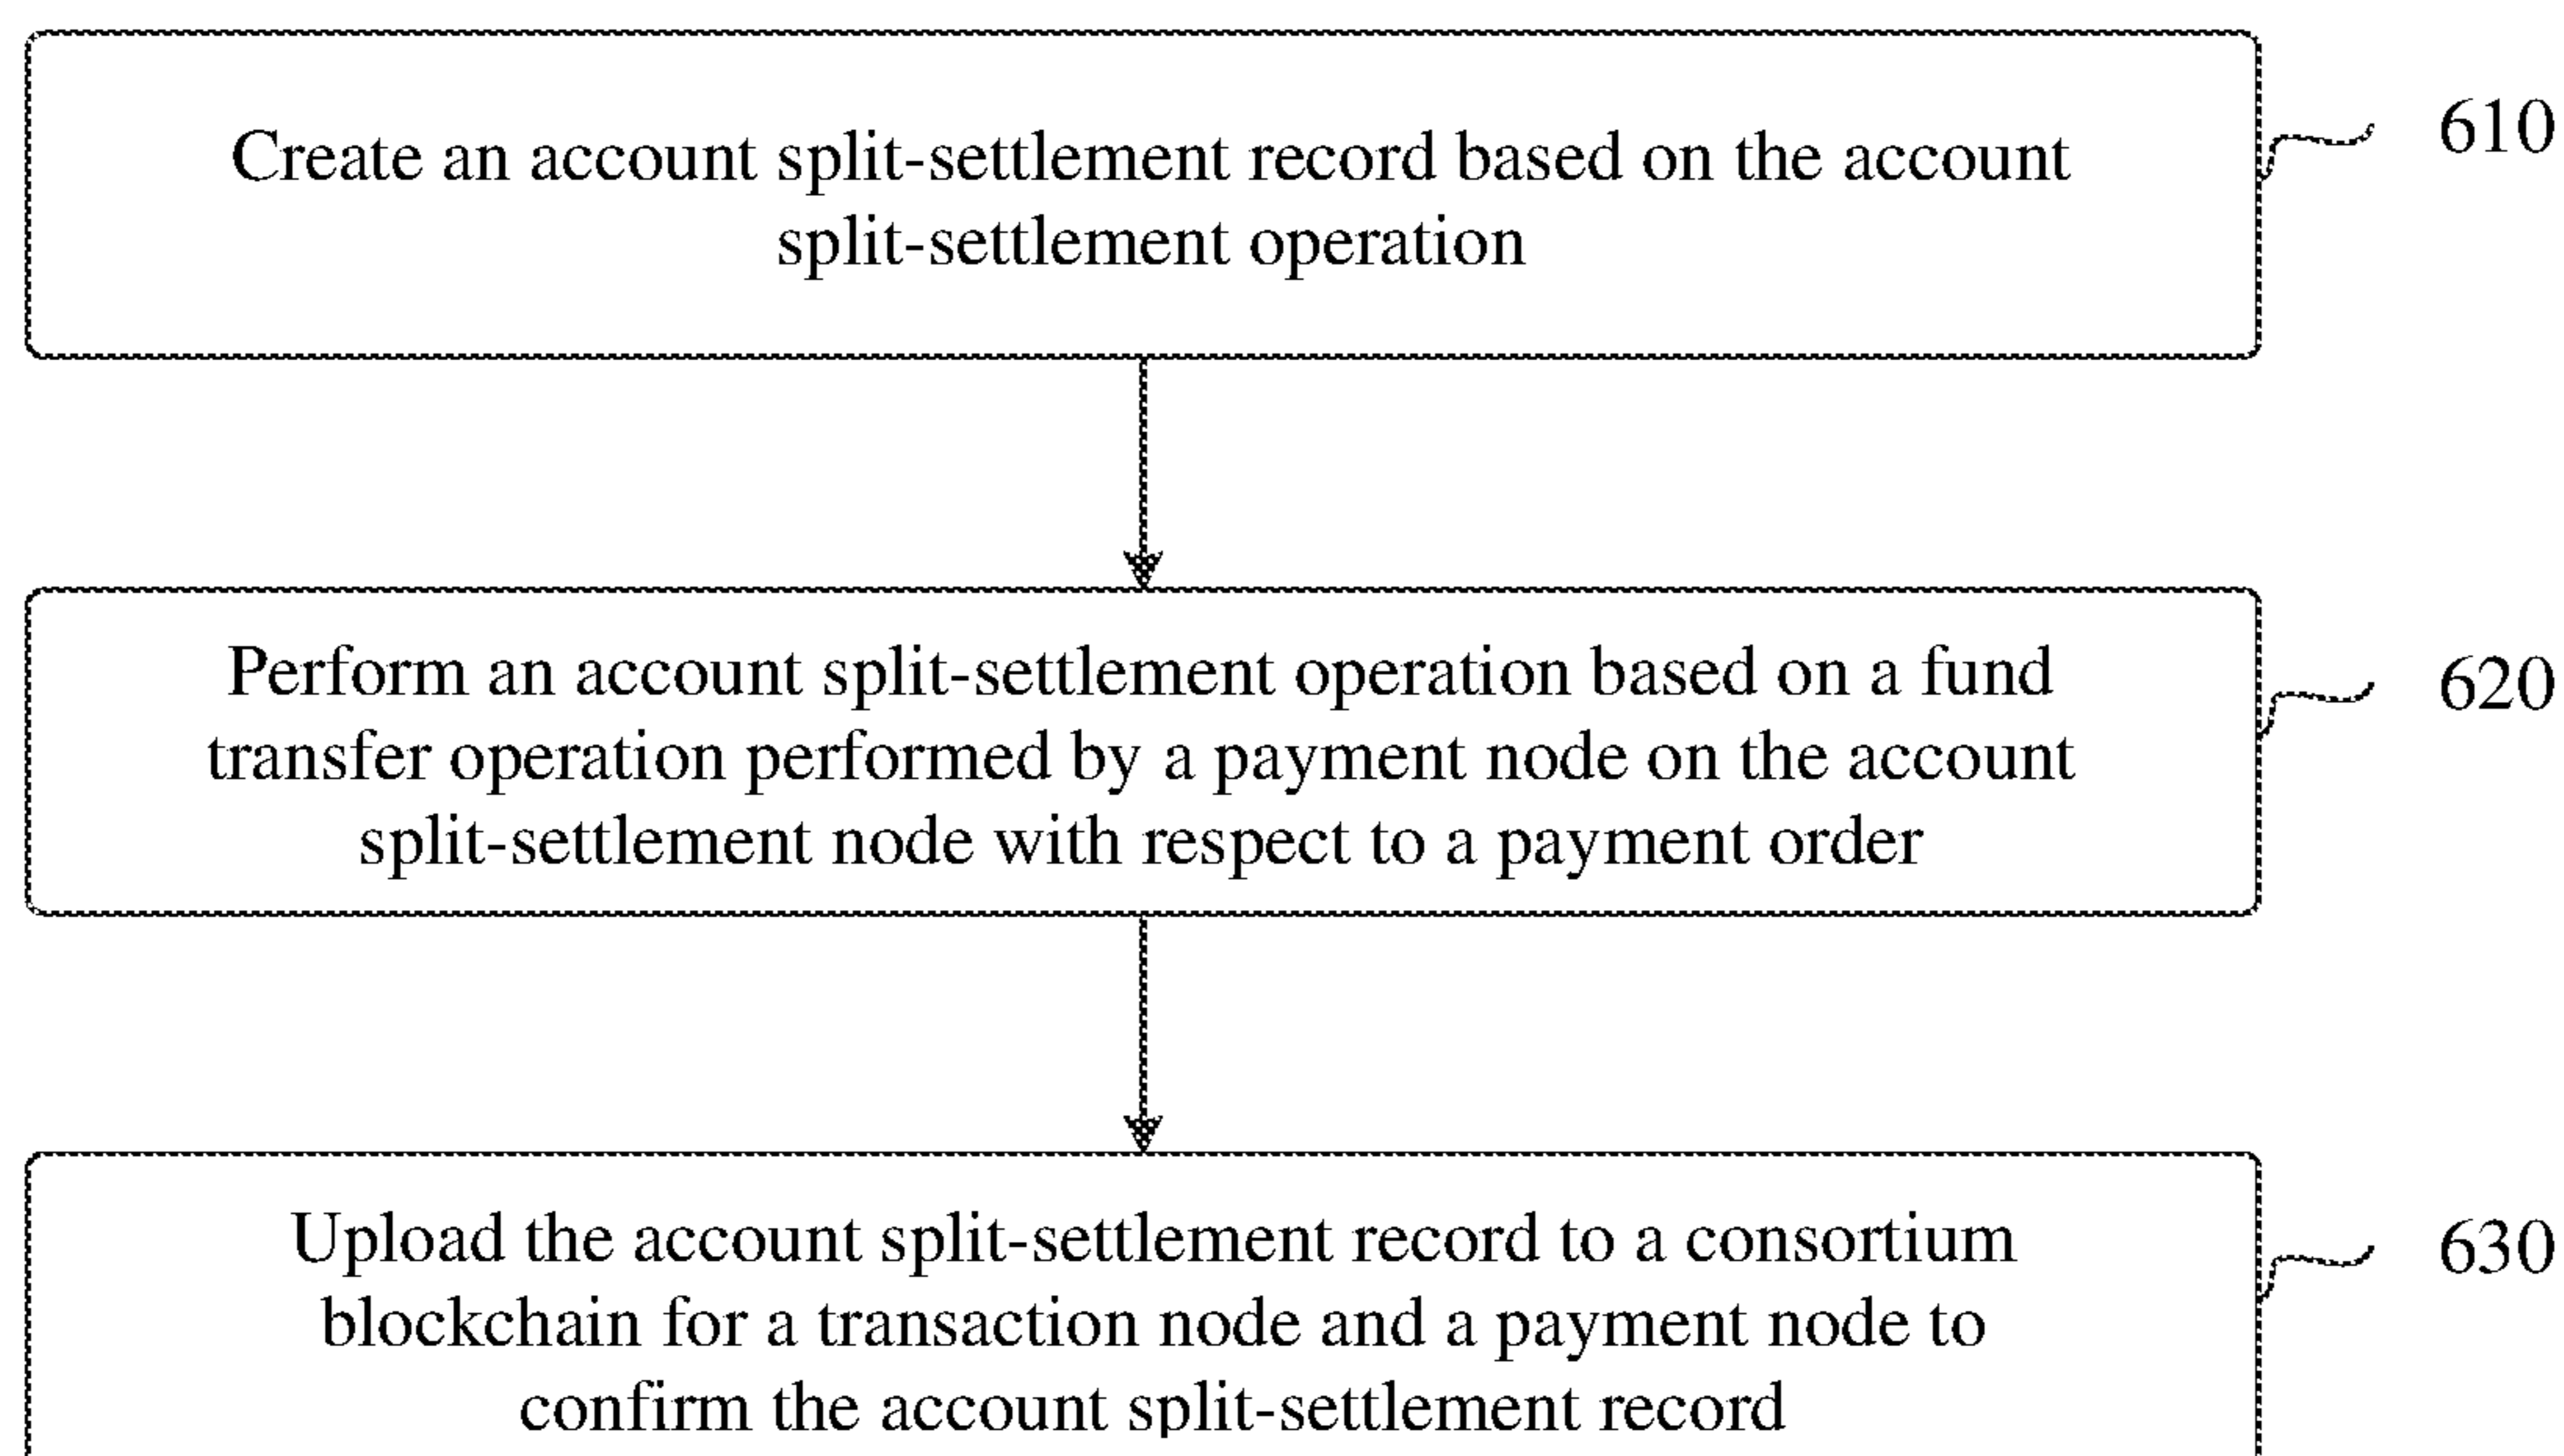 Create an account split-settlement record based on the account
split-settlement operation
610
Perform an account split-settlement operation based on a fund
transfer operation performed by a payment node on the account
split-settlement node with respect to a payment order
620
Upload the account split-settlement record to a consortium
blockchain for a transaction node and a payment node to
confirm the account split-settlement record
630